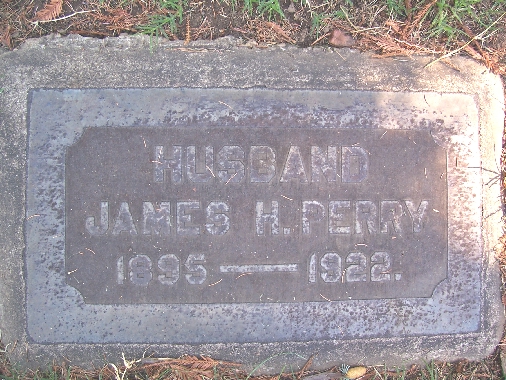 HUSBAND
JAMES H. PERRY
1895 — 1922.